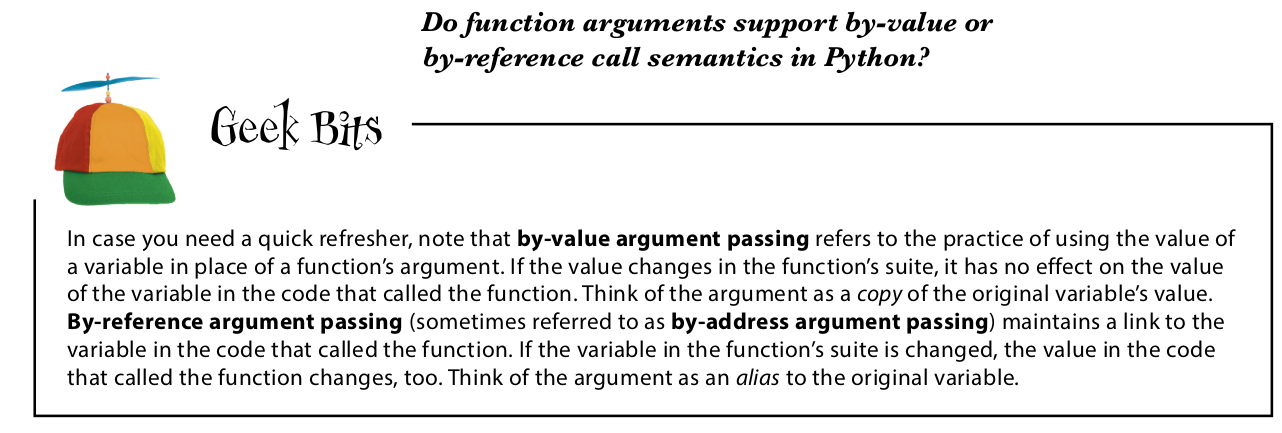 Do function arguments support by-value or
by-reference call semantics in Python?
Geek Bits
In case you need a quick refresher, note that by-value argument passing refers to the practice of using the value of
a variable in place of a function’s argument. If the value changes in the function’s suite, it has no effect on the value
of the variable in the code that called the function. Think of the argument as a copy of the original variable’s value.
By-reference argument passing (sometimes referred to as by-address argument passing) maintains a link to the
variable in the code that called the function. If the variable in the function’s suite is changed, the value in the code
that called the function changes, too. Think of the argument as an alias to the original variable.